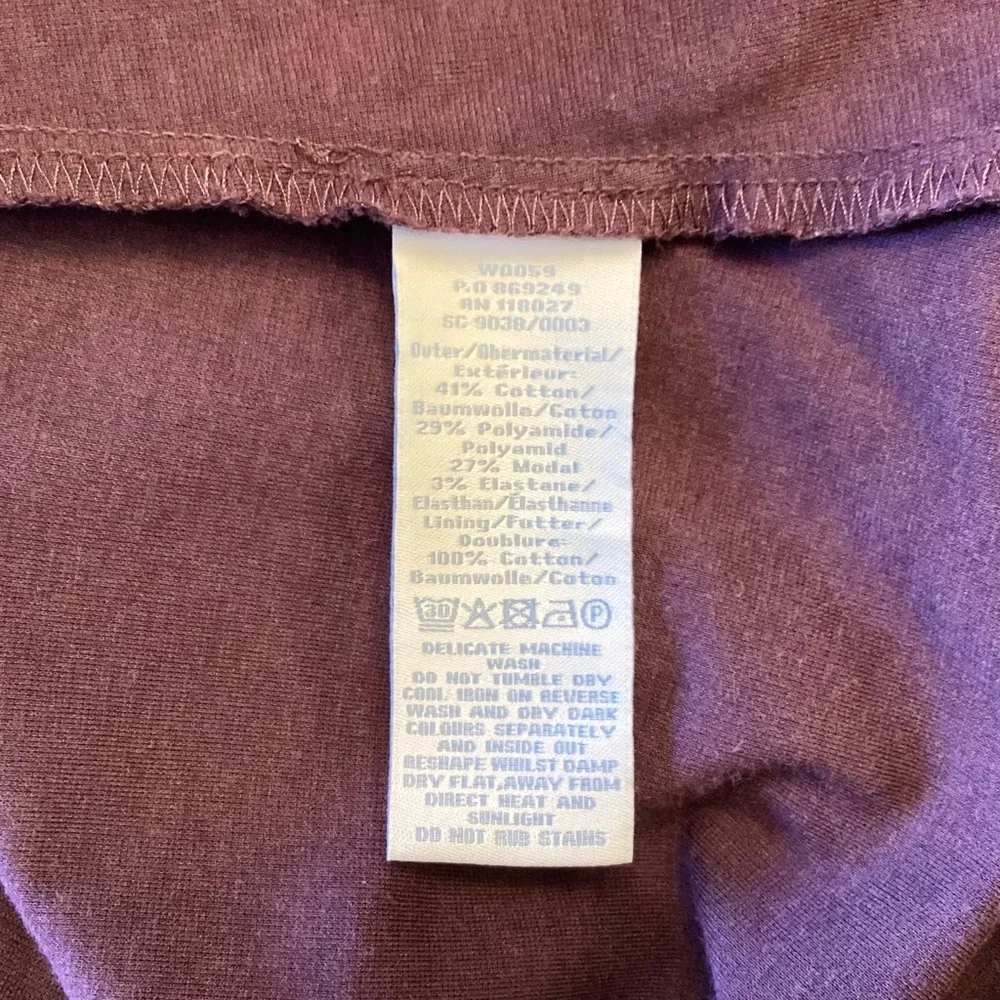 WQ059
P.O 869249
RN 118027
SC-9038/0003
Outer/Obermaterial/
Extérieur:
41% Cotton/
Baumwolle/Coton
29% Polyamide/
Polyamid
27% Modal
3% Elastane/
Elasthan/Élasthanne
Lining/Futter/
Doublure:
100% Cotton/
Baumwolle/Coton
30 P
DELICATE MACHINE
WASH
DO NOT TUMBLE DRY
COOL IRON ON REVERSE
WASH AND DRY DARK
COLOURS SEPARATELY
AND INSIDE OUT
RESHAPE WHILST DAMP
DRY FLAT,AWAY FROM
DIRECT HEAT AND
SUNLIGHT
DO NOT RUB STAINS